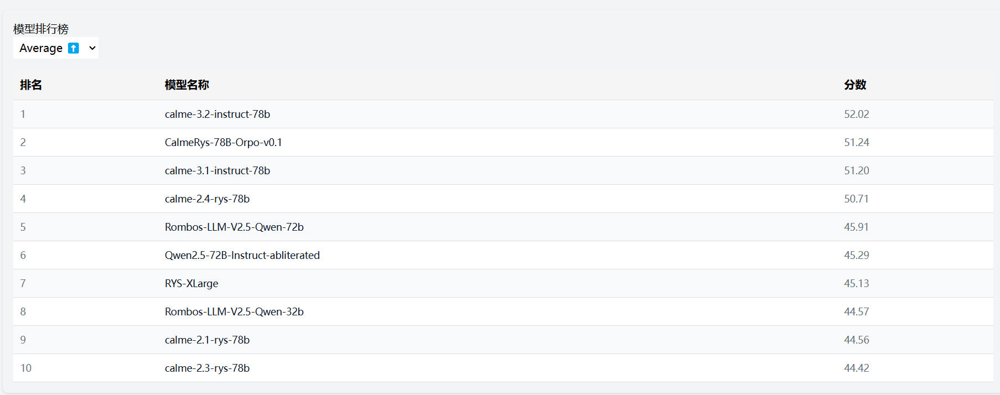 模型排行榜
Average ⬆️
排名 模型名称 分数
1 calme-3.2-instruct-78b 52.02
2 CalmeRys-78B-Orpo-v0.1 51.24
3 calme-3.1-instruct-78b 51.20
4 calme-2.4-rys-78b 50.71
5 Rombos-LLM-V2.5-Qwen-72b 45.91
6 Qwen2.5-72B-Instruct-abliterated 45.29
7 RYS-XLarge 45.13
8 Rombos-LLM-V2.5-Qwen-32b 44.57
9 calme-2.1-rys-78b 44.56
10 calme-2.3-rys-78b 44.42